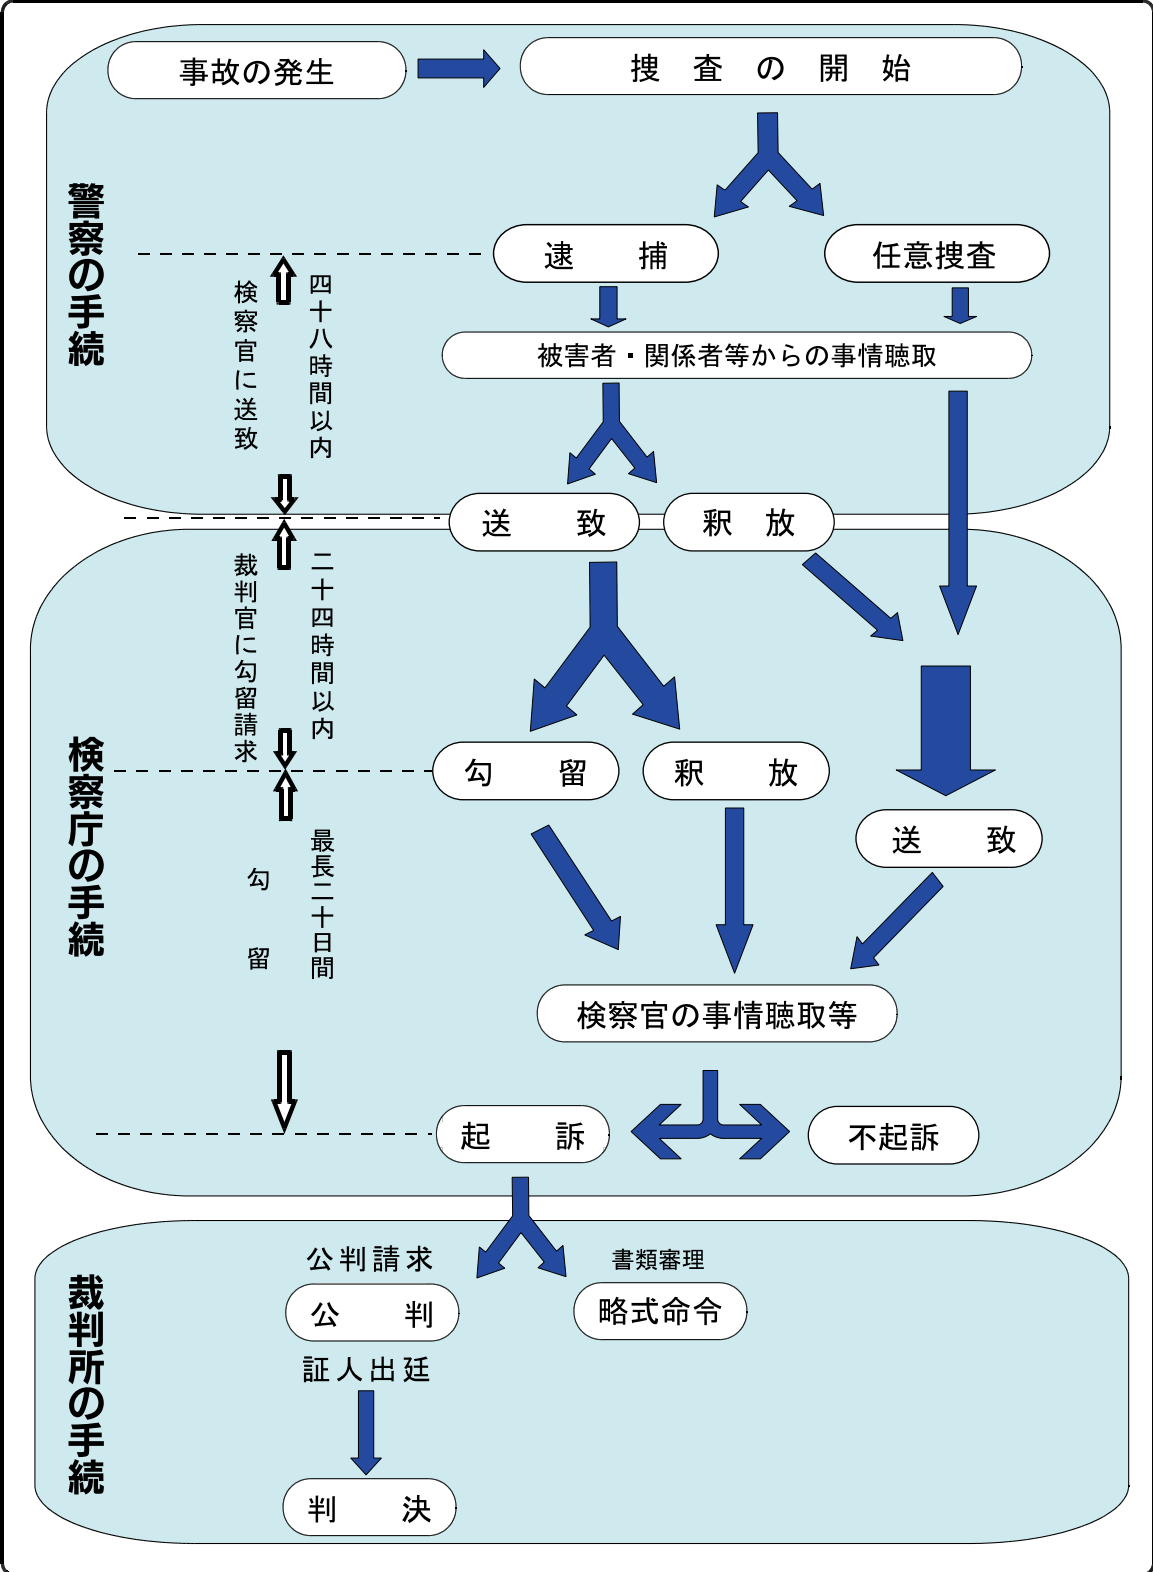 事故の発生
捜査の開始
警察の手続
逮捕
任意捜査
四十八時間以内
検察官に送致
被害者・関係者等からの事情聴取
送致
釈放
検察庁の手続
二十四時間以内
裁判官に勾留請求
勾留
釈放
送致
最長二十日間
勾留
検察官の事情聴取等
起訴
不起訴
裁判所の手続
公判請求
書類審理
公判
略式命令
証人出廷
判決